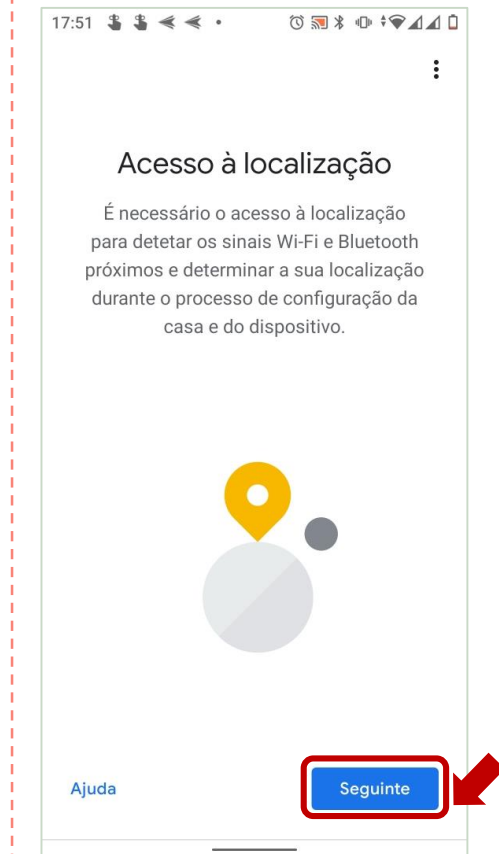 17:51
Acesso à localização
É necessário o acesso à localização
para detetar os sinais Wi-Fi e Bluetooth
próximos e determinar a sua localização
durante o processo de configuração da
casa e do dispositivo.
Ajuda
Seguinte